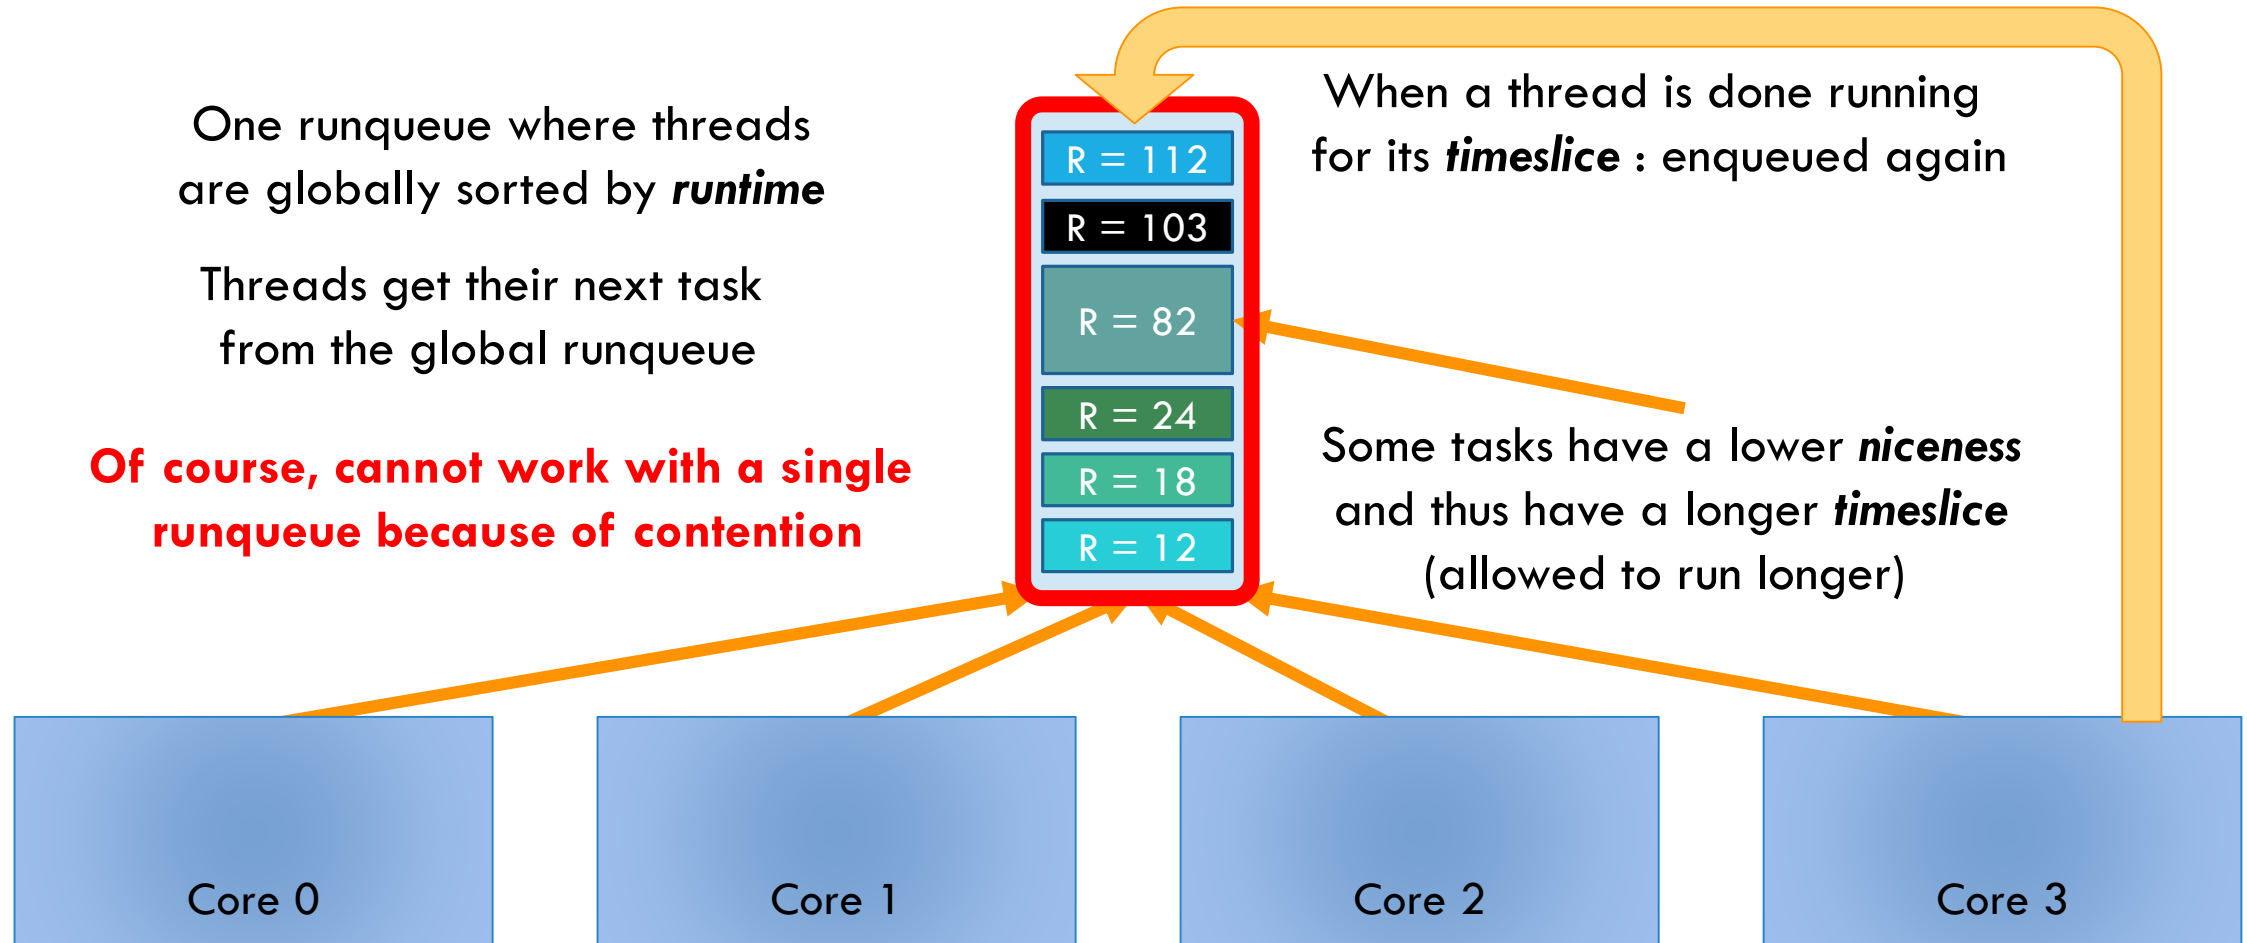 One runqueue where threads
are globally sorted by runtime
Threads get their next task
from the global runqueue
Of course, cannot work with a single
runqueue because of contention
R = 112
R = 103
R = 82
R = 24
R = 18
R = 12
When a thread is done running
for its timeslice : enqueued again
Some tasks have a lower niceness
and thus have a longer timeslice
(allowed to run longer)
Core 0
Core 1
Core 2
Core 3